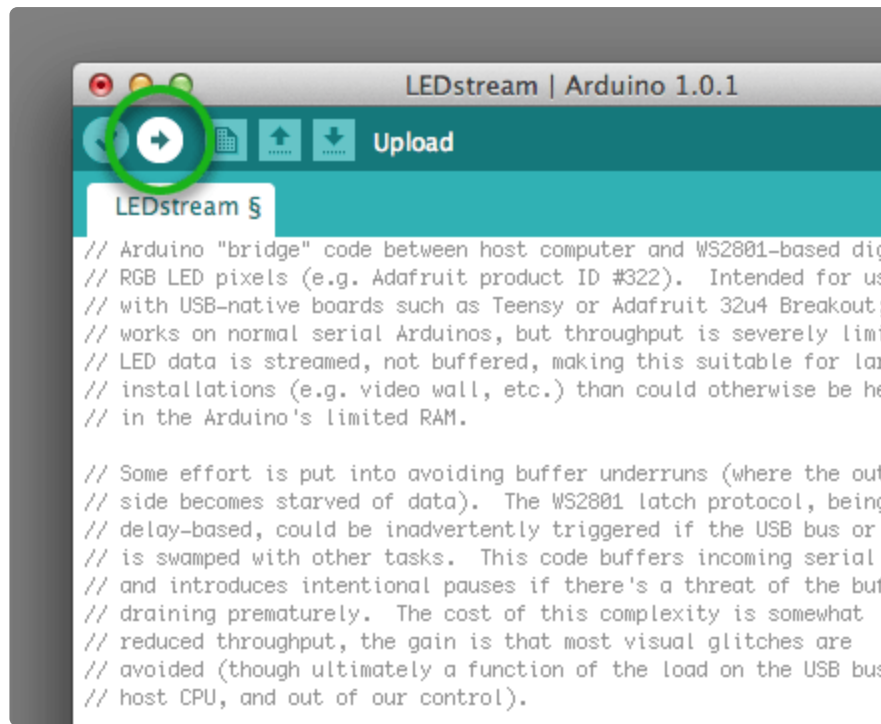 LEDstream | Arduino 1.0.1
Upload
LEDstream §
// Arduino "bridge" code between host computer and WS2801-based
// RGB LED pixels (e.g. Adafruit product ID #322).  Intended for
// with USB-native boards such as Teensy or Adafruit 32u4 Breakout;
// works on normal serial Arduinos, but throughput is severely
// LED data is streamed, not buffered, making this suitable for
// installations (e.g. video wall, etc.) than could otherwise be
// in the Arduino's limited RAM.
// Some effort is put into avoiding buffer underruns (where the
// side becomes starved of data).  The WS2801 latch protocol, being
// delay-based, could be inadvertently triggered if the USB bus or
// is swamped with other tasks.  This code buffers incoming serial
// and introduces intentional pauses if there's a threat of the
// draining prematurely.  The cost of this complexity is somewhat
// reduced throughput, the gain is that most visual glitches are
// avoided (though ultimately a function of the load on the USB
// host CPU, and out of our control).